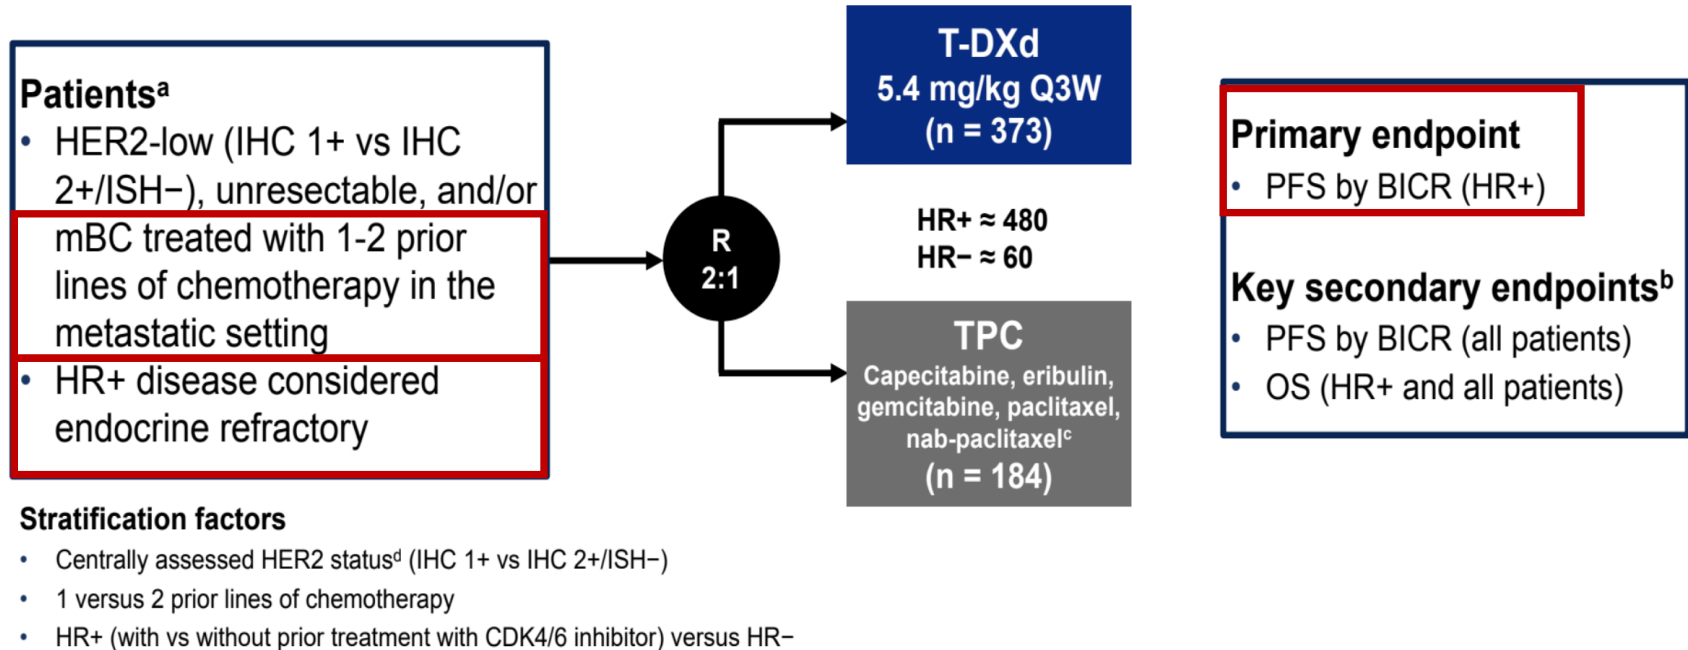 Patientsᵃ
• HER2-low (IHC 1+ vs IHC
2+/ISH−), unresectable, and/or
mBC treated with 1-2 prior
lines of chemotherapy in the
metastatic setting
• HR+ disease considered
endocrine refractory
R
2:1
T-DXd
5.4 mg/kg Q3W
(n = 373)
HR+ ≈ 480
HR− ≈ 60
TPC
Capecitabine, eribulin,
gemcitabine, paclitaxel,
nab-paclitaxelᶜ
(n = 184)
Primary endpoint
• PFS by BICR (HR+)
Key secondary endpointsᵇ
• PFS by BICR (all patients)
• OS (HR+ and all patients)
Stratification factors
• Centrally assessed HER2 statusᵈ (IHC 1+ vs IHC 2+/ISH−)
• 1 versus 2 prior lines of chemotherapy
• HR+ (with vs without prior treatment with CDK4/6 inhibitor) versus HR−